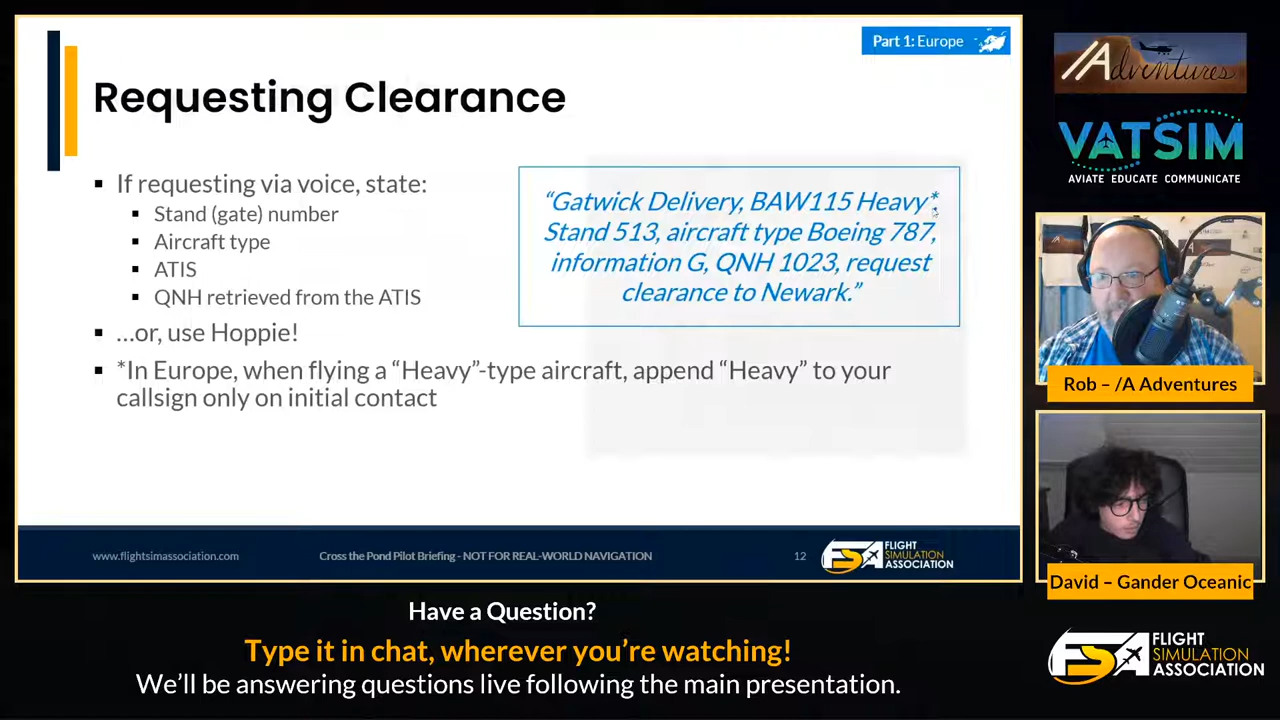 Part 1: Europe
Requesting Clearance
▪ If requesting via voice, state:
▪ Stand (gate) number
▪ Aircraft type
▪ ATIS
▪ QNH retrieved from the ATIS
▪ …or, use Hoppie!
▪ *In Europe, when flying a “Heavy”-type aircraft, append “Heavy” to your
callsign only on initial contact
“Gatwick Delivery, BAW115 Heavy*,
Stand 513, aircraft type Boeing 787,
information G, QNH 1023, request
clearance to Newark.”
www.flightsimassociation.com
Cross the Pond Pilot Briefing - NOT FOR REAL-WORLD NAVIGATION
12
FSA
FLIGHT
SIMULATION
ASSOCIATION
/Adventures
VATSIM
AVIATE EDUCATE COMMUNICATE
Rob – /A Adventures
David – Gander Oceanic
Have a Question?
Type it in chat, wherever you’re watching!
We’ll be answering questions live following the main presentation.
FSA
FLIGHT
SIMULATION
ASSOCIATION